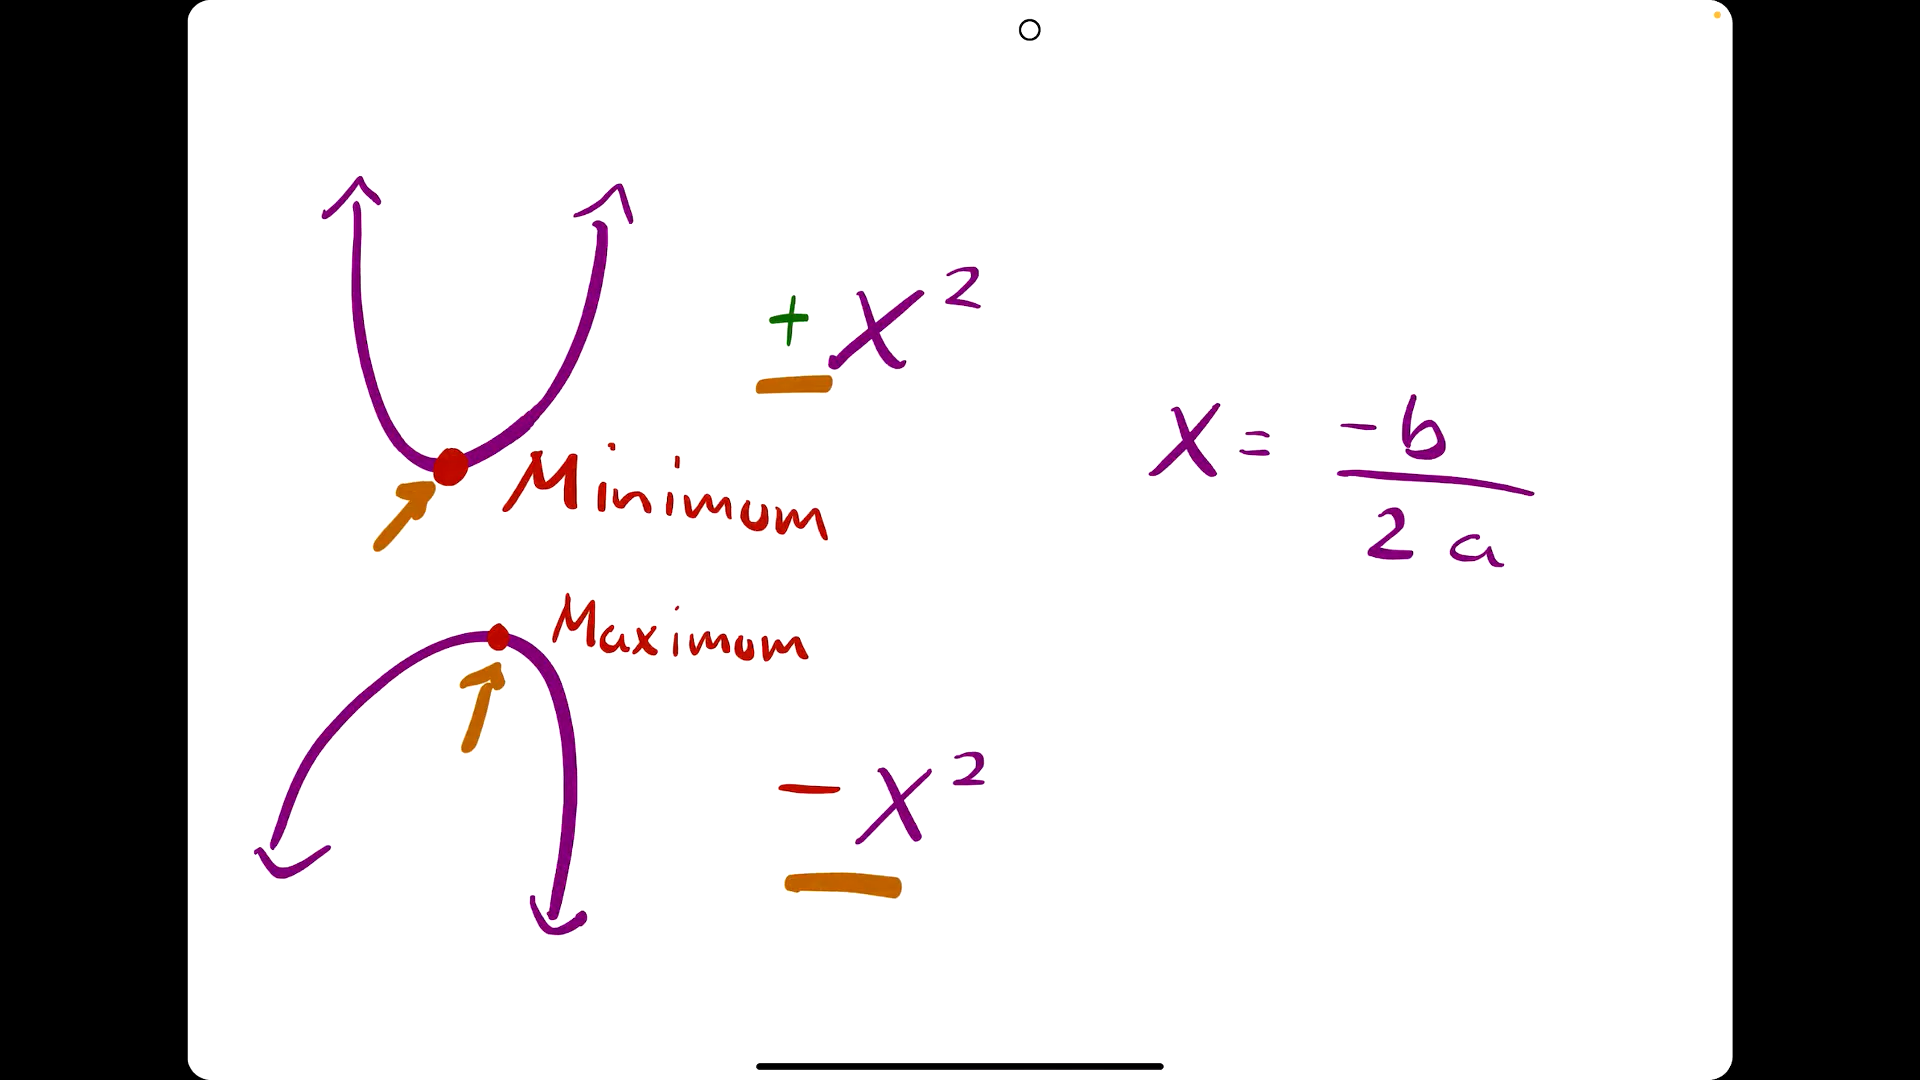 +x²
Minimum
x = -b
2a
Maximum
-x²